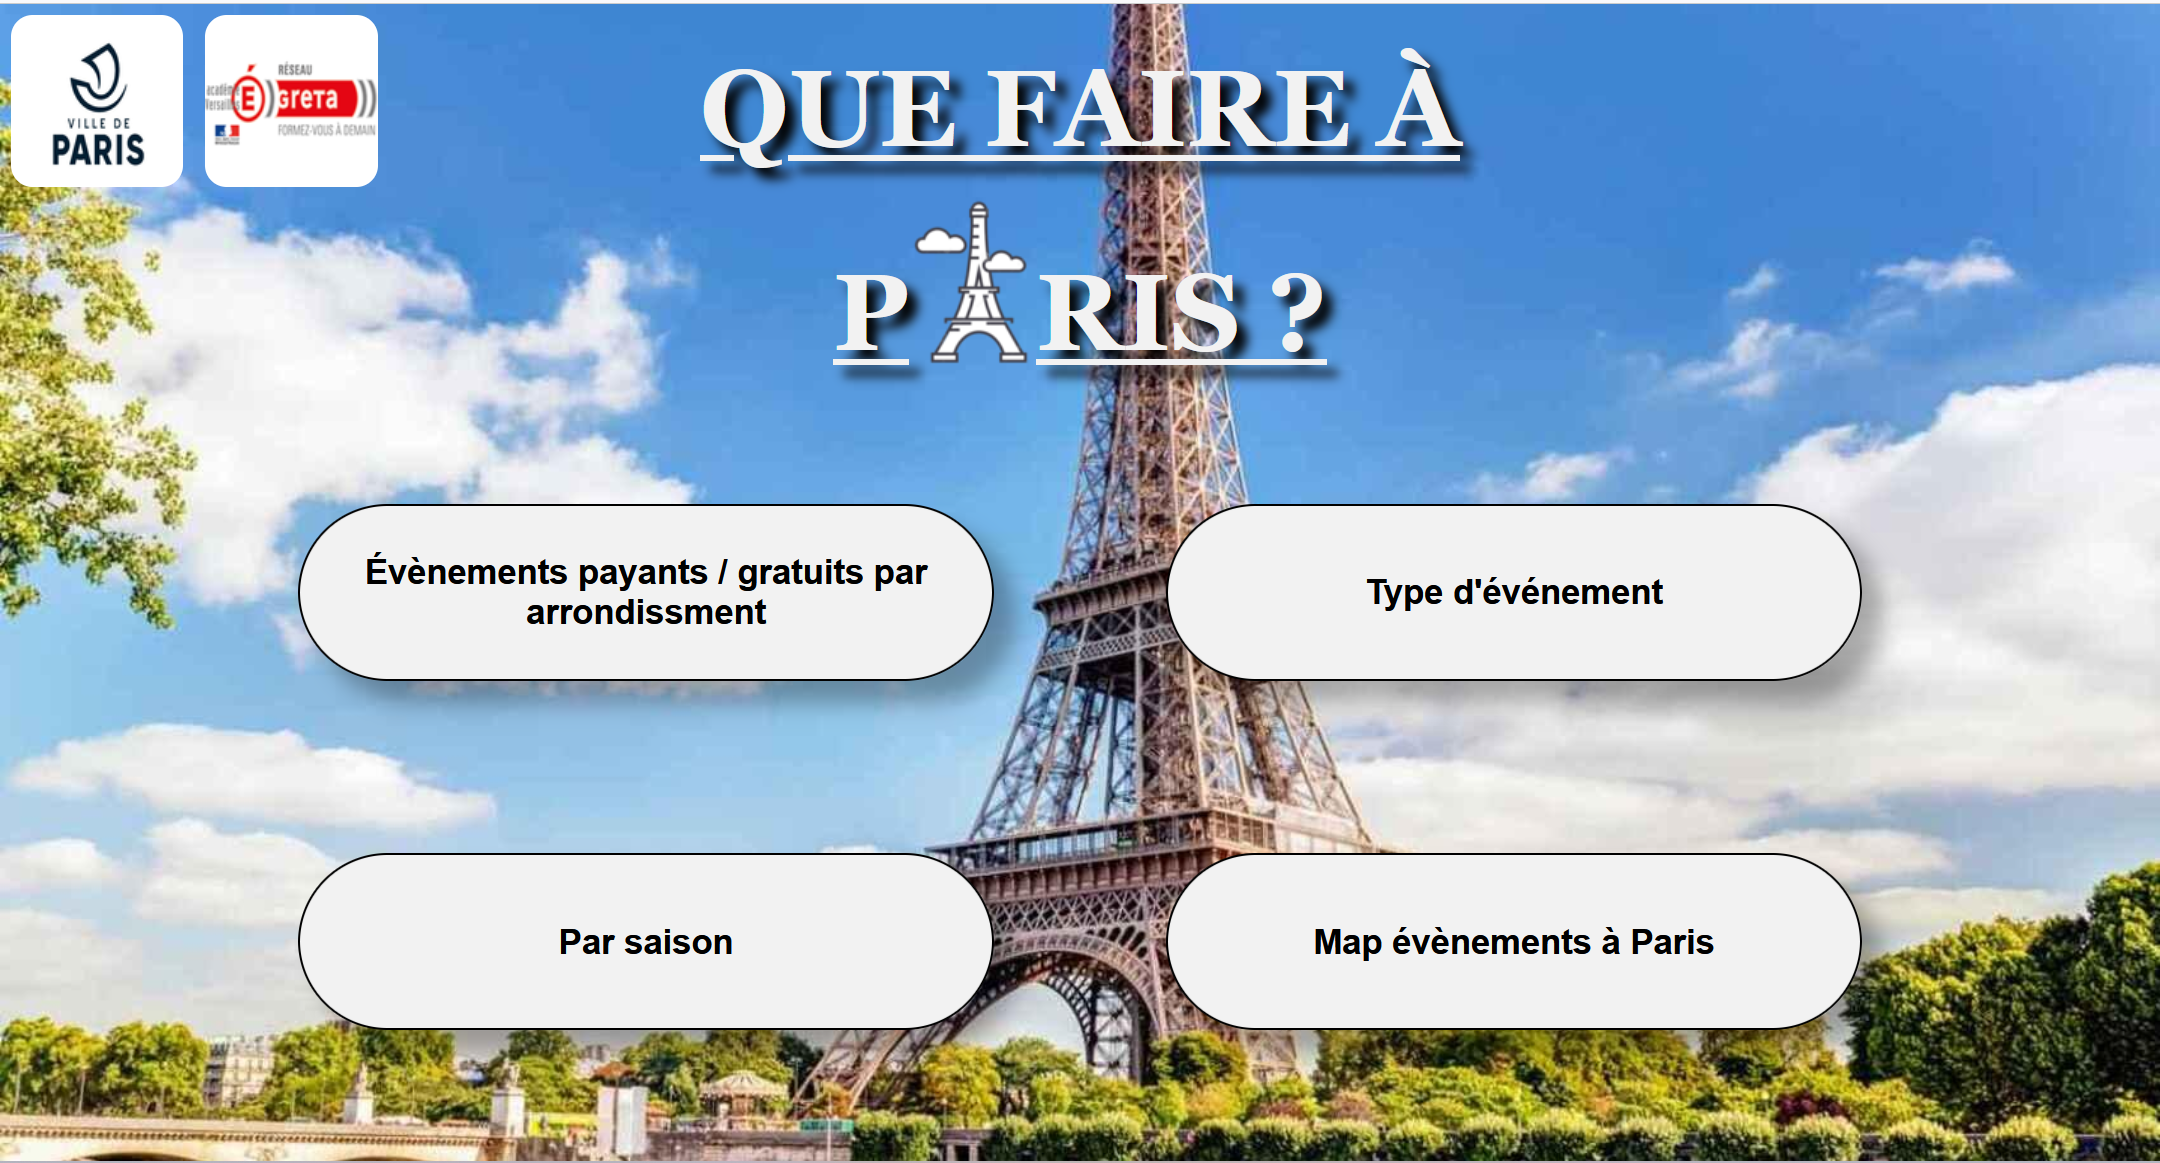 VILLE DE
PARIS
RÉSEAU
académie
Versailles
É
GRETA
FORMEZ-VOUS À DEMAIN
QUE FAIRE À
P RIS ?
Évènements payants / gratuits par
arrondissment
Type d'événement
Par saison
Map évènements à Paris